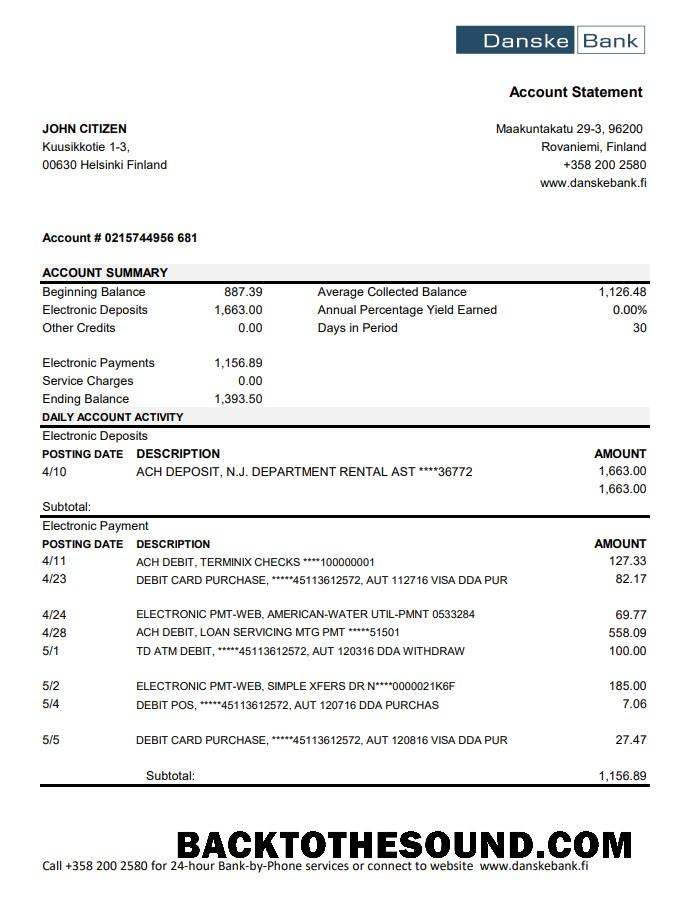 Danske Bank
Account Statement
JOHN CITIZEN
Kuusikkotie 1-3,
00630 Helsinki Finland
Maakuntakatu 29-3, 96200
Rovaniemi, Finland
+358 200 2580
www.danskebank.fi
Account # 0215744956 681
ACCOUNT SUMMARY
Beginning Balance 887.39 Average Collected Balance 1,126.48
Electronic Deposits 1,663.00 Annual Percentage Yield Earned 0.00%
Other Credits 0.00 Days in Period 30
Electronic Payments 1,156.89
Service Charges 0.00
Ending Balance 1,393.50
DAILY ACCOUNT ACTIVITY
Electronic Deposits
POSTING DATE DESCRIPTION AMOUNT
4/10 ACH DEPOSIT, N.J. DEPARTMENT RENTAL AST ****36772 1,663.00
1,663.00
Subtotal:
Electronic Payment
POSTING DATE DESCRIPTION AMOUNT
4/11 ACH DEBIT, TERMINIX CHECKS ****100000001 127.33
4/23 DEBIT CARD PURCHASE, *****45113612572, AUT 112716 VISA DDA PUR 82.17
4/24 ELECTRONIC PMT-WEB, AMERICAN-WATER UTIL-PMNT 0533284 69.77
4/28 ACH DEBIT, LOAN SERVICING MTG PMT *****51501 558.09
5/1 TD ATM DEBIT, *****45113612572, AUT 120316 DDA WITHDRAW 100.00
5/2 ELECTRONIC PMT-WEB, SIMPLE XFERS DR N****0000021K6F 185.00
5/4 DEBIT POS, *****45113612572, AUT 120716 DDA PURCHAS 7.06
5/5 DEBIT CARD PURCHASE, *****45113612572, AUT 120816 VISA DDA PUR 27.47
Subtotal: 1,156.89
BACKTOTHESOUND.COM
Call +358 200 2580 for 24-hour Bank-by-Phone services or connect to website www.danskebank.fi